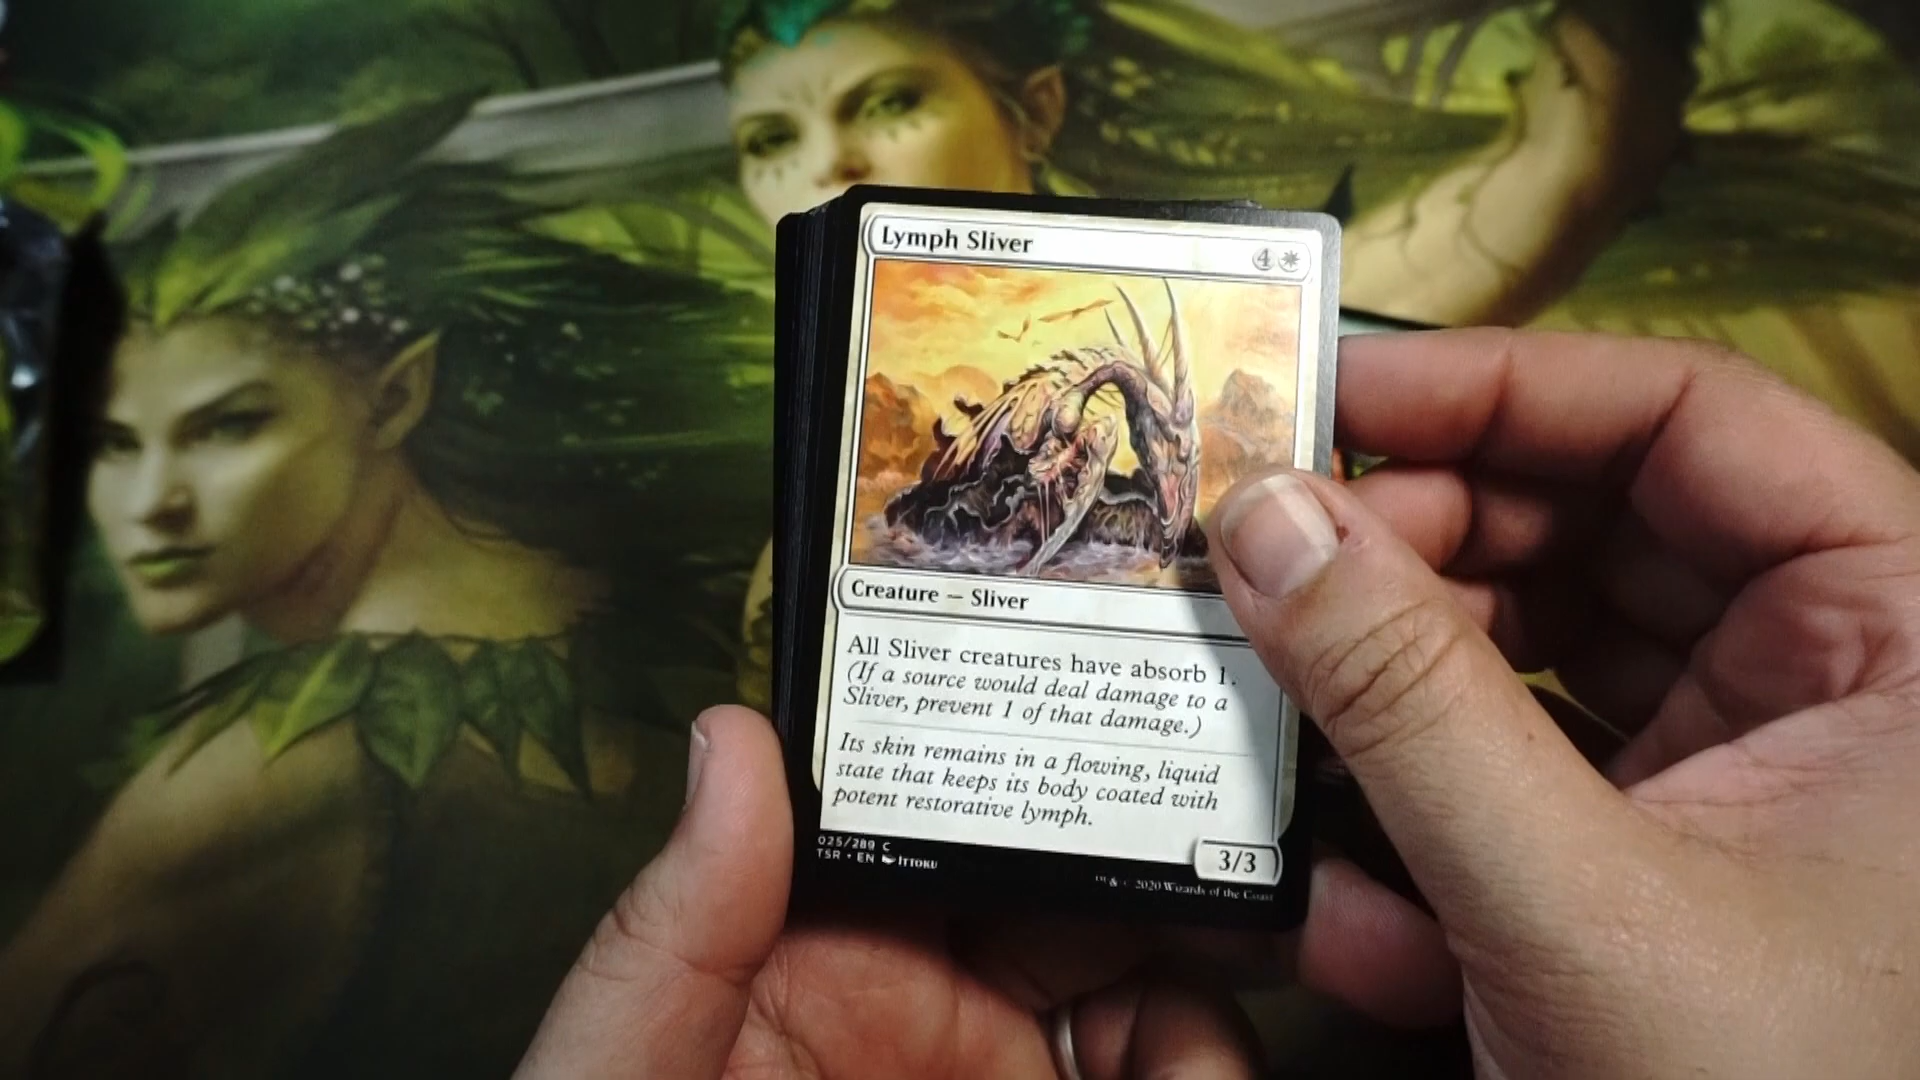 Lymph Sliver 4
Creature — Sliver
All Sliver creatures have absorb 1.
(If a source would deal damage to a
Sliver, prevent 1 of that damage.)
Its skin remains in a flowing, liquid
state that keeps its body coated with
potent restorative lymph.
3/3
025/289 C
TSR • EN ITTOKU
™ & © 2020 Wizards of the Coast